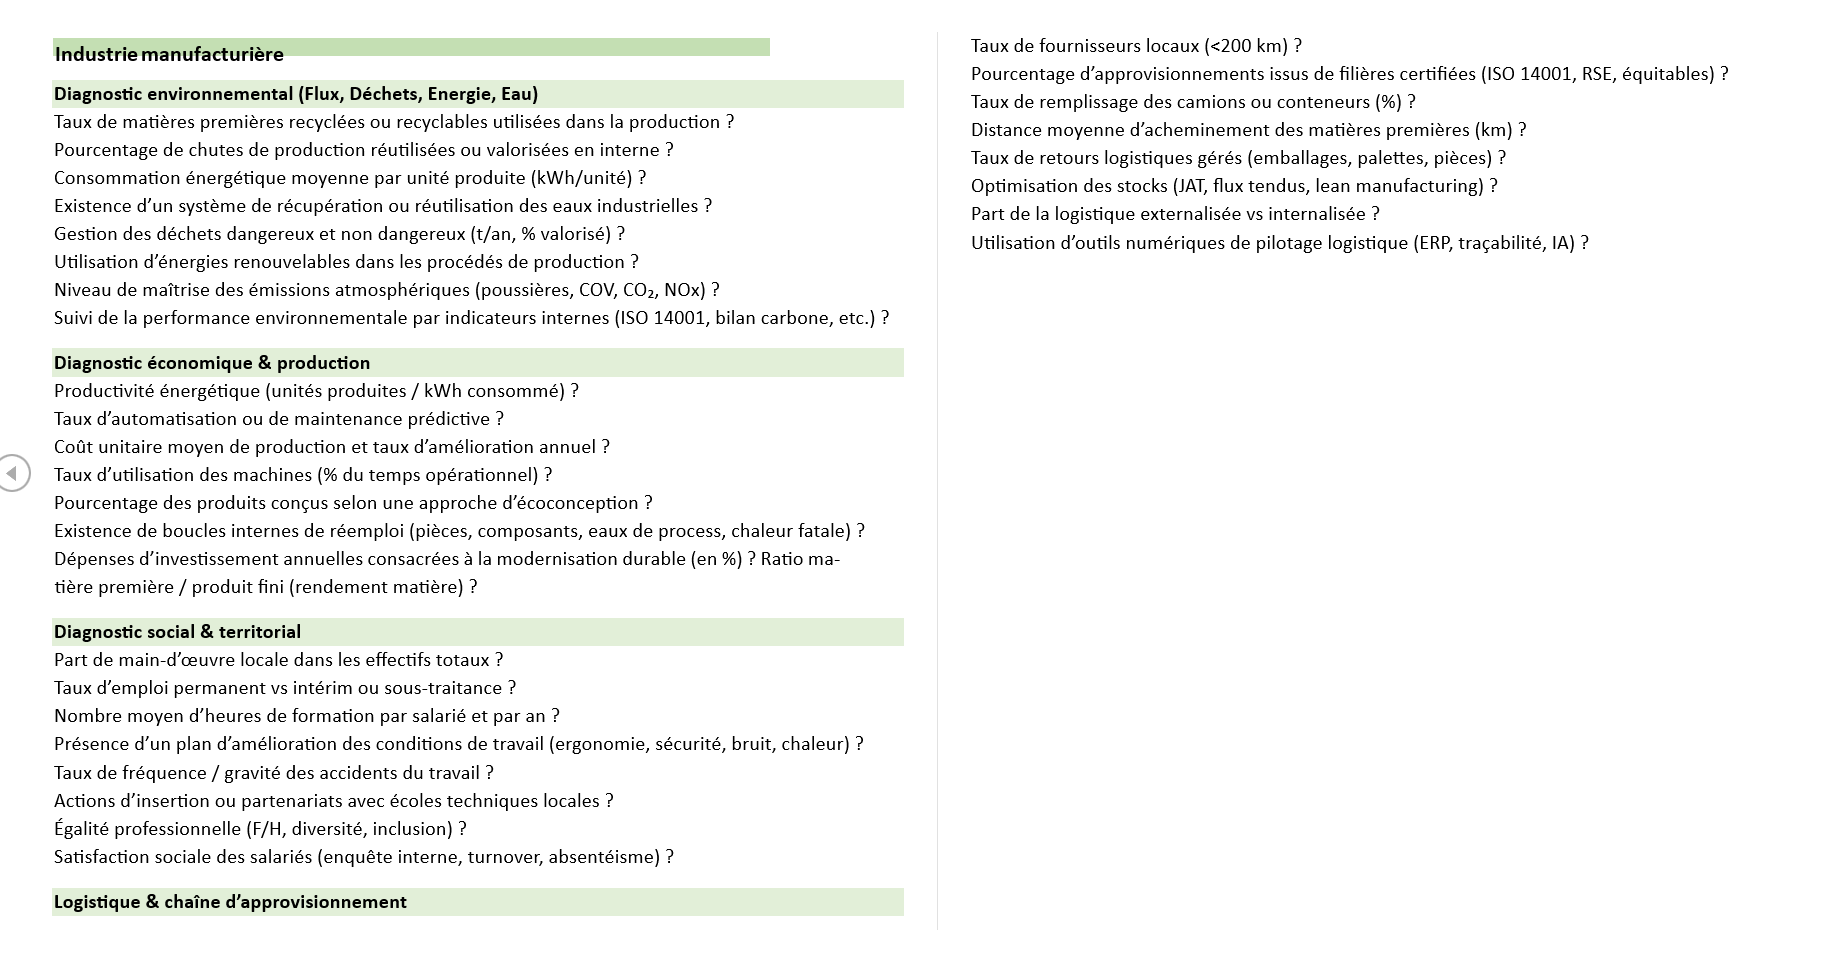 Industrie manufacturière
Diagnostic environnemental (Flux, Déchets, Energie, Eau)
Taux de matières premières recyclées ou recyclables utilisées dans la production ?
Pourcentage de chutes de production réutilisées ou valorisées en interne ?
Consommation énergétique moyenne par unité produite (kWh/unité) ?
Existence d’un système de récupération ou réutilisation des eaux industrielles ?
Gestion des déchets dangereux et non dangereux (t/an, % valorisé) ?
Utilisation d’énergies renouvelables dans les procédés de production ?
Niveau de maîtrise des émissions atmosphériques (poussières, COV, CO₂, NOx) ?
Suivi de la performance environnementale par indicateurs internes (ISO 14001, bilan carbone, etc.) ?
Diagnostic économique & production
Productivité énergétique (unités produites / kWh consommé) ?
Taux d’automatisation ou de maintenance prédictive ?
Coût unitaire moyen de production et taux d’amélioration annuel ?
Taux d’utilisation des machines (% du temps opérationnel) ?
Pourcentage des produits conçus selon une approche d’écoconception ?
Existence de boucles internes de réemploi (pièces, composants, eaux de process, chaleur fatale) ?
Dépenses d’investissement annuelles consacrées à la modernisation durable (en %) ? Ratio ma-
tière première / produit fini (rendement matière) ?
Diagnostic social & territorial
Part de main-d’œuvre locale dans les effectifs totaux ?
Taux d’emploi permanent vs intérim ou sous-traitance ?
Nombre moyen d’heures de formation par salarié et par an ?
Présence d’un plan d’amélioration des conditions de travail (ergonomie, sécurité, bruit, chaleur) ?
Taux de fréquence / gravité des accidents du travail ?
Actions d’insertion ou partenariats avec écoles techniques locales ?
Égalité professionnelle (F/H, diversité, inclusion) ?
Satisfaction sociale des salariés (enquête interne, turnover, absentéisme) ?
Logistique & chaîne d’approvisionnement
Taux de fournisseurs locaux (<200 km) ?
Pourcentage d’approvisionnements issus de filières certifiées (ISO 14001, RSE, équitables) ?
Taux de remplissage des camions ou conteneurs (%) ?
Distance moyenne d’acheminement des matières premières (km) ?
Taux de retours logistiques gérés (emballages, palettes, pièces) ?
Optimisation des stocks (JAT, flux tendus, lean manufacturing) ?
Part de la logistique externalisée vs internalisée ?
Utilisation d’outils numériques de pilotage logistique (ERP, traçabilité, IA) ?